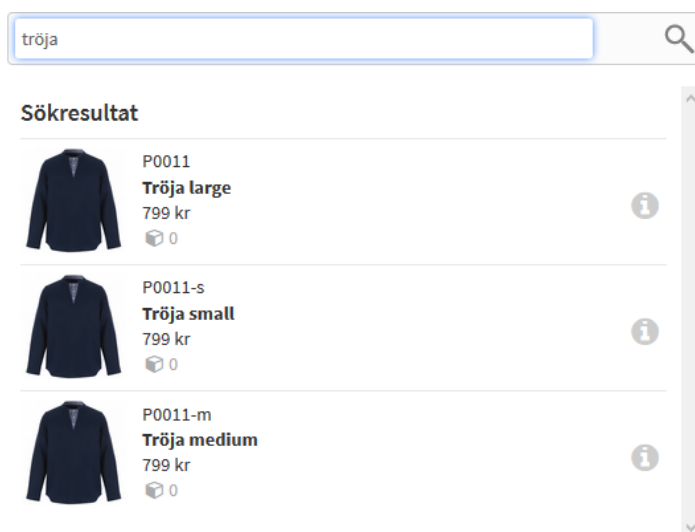 tröja
Sökresultat
P0011
Tröja large
799 kr
0
P0011-s
Tröja small
799 kr
0
P0011-m
Tröja medium
799 kr
0